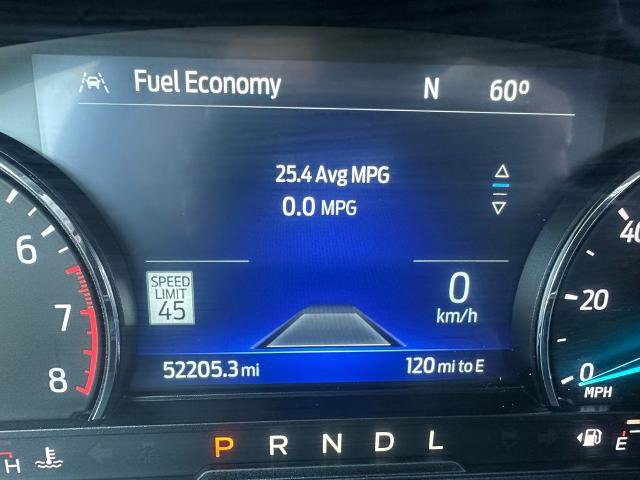 Fuel Economy N 60°
25.4 Avg MPG
0.0 MPG
SPEED
LIMIT
45
0
km/h
52205.3 mi 120 mi to E
6
7
8
40
20
0
MPH
P R N D L
H
E